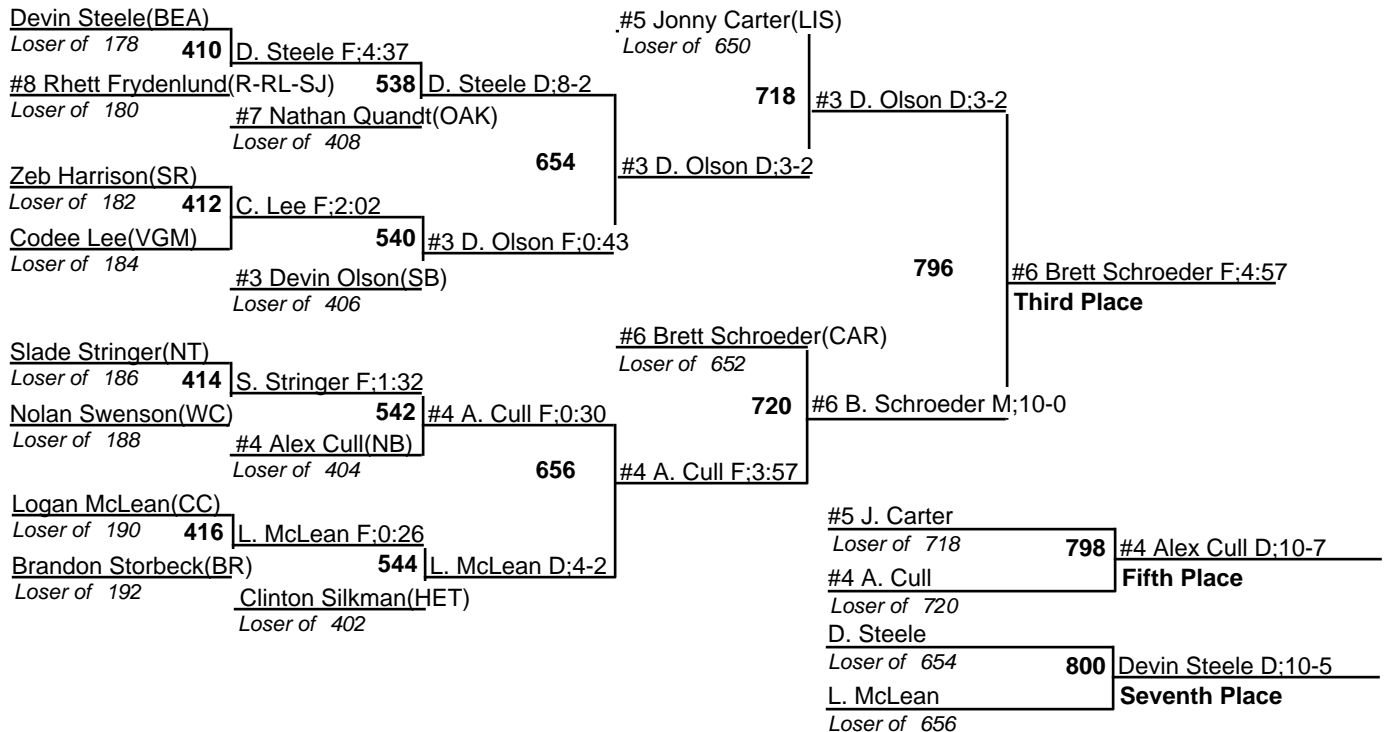 Devin Steele(BEA)
Loser of 178
410
D. Steele F;4:37
#8 Rhett Frydenlund(R-RL-SJ)
Loser of 180
538
D. Steele D;8-2
#7 Nathan Quandt(OAK)
Loser of 408
654
Zeb Harrison(SR)
Loser of 182
412
C. Lee F;2:02
Codee Lee(VGM)
Loser of 184
540
#3 D. Olson F;0:43
#3 Devin Olson(SB)
Loser of 406
#5 Jonny Carter(LIS)
Loser of 650
718
#3 D. Olson D;3-2
#3 D. Olson D;3-2
796
#6 Brett Schroeder F;4:57
Third Place
Slade Stringer(NT)
Loser of 186
414
S. Stringer F;1:32
Nolan Swenson(WC)
Loser of 188
542
#4 A. Cull F;0:30
#4 Alex Cull(NB)
Loser of 404
656
Logan McLean(CC)
Loser of 190
416
L. McLean F;0:26
Brandon Storbeck(BR)
Loser of 192
544
L. McLean D;4-2
Clinton Silkman(HET)
Loser of 402
#6 Brett Schroeder(CAR)
Loser of 652
720
#6 B. Schroeder M;10-0
#4 A. Cull F;3:57
#5 J. Carter
Loser of 718
798
#4 Alex Cull D;10-7
#4 A. Cull
Fifth Place
Loser of 720
D. Steele
Loser of 654
800
Devin Steele D;10-5
L. McLean
Seventh Place
Loser of 656